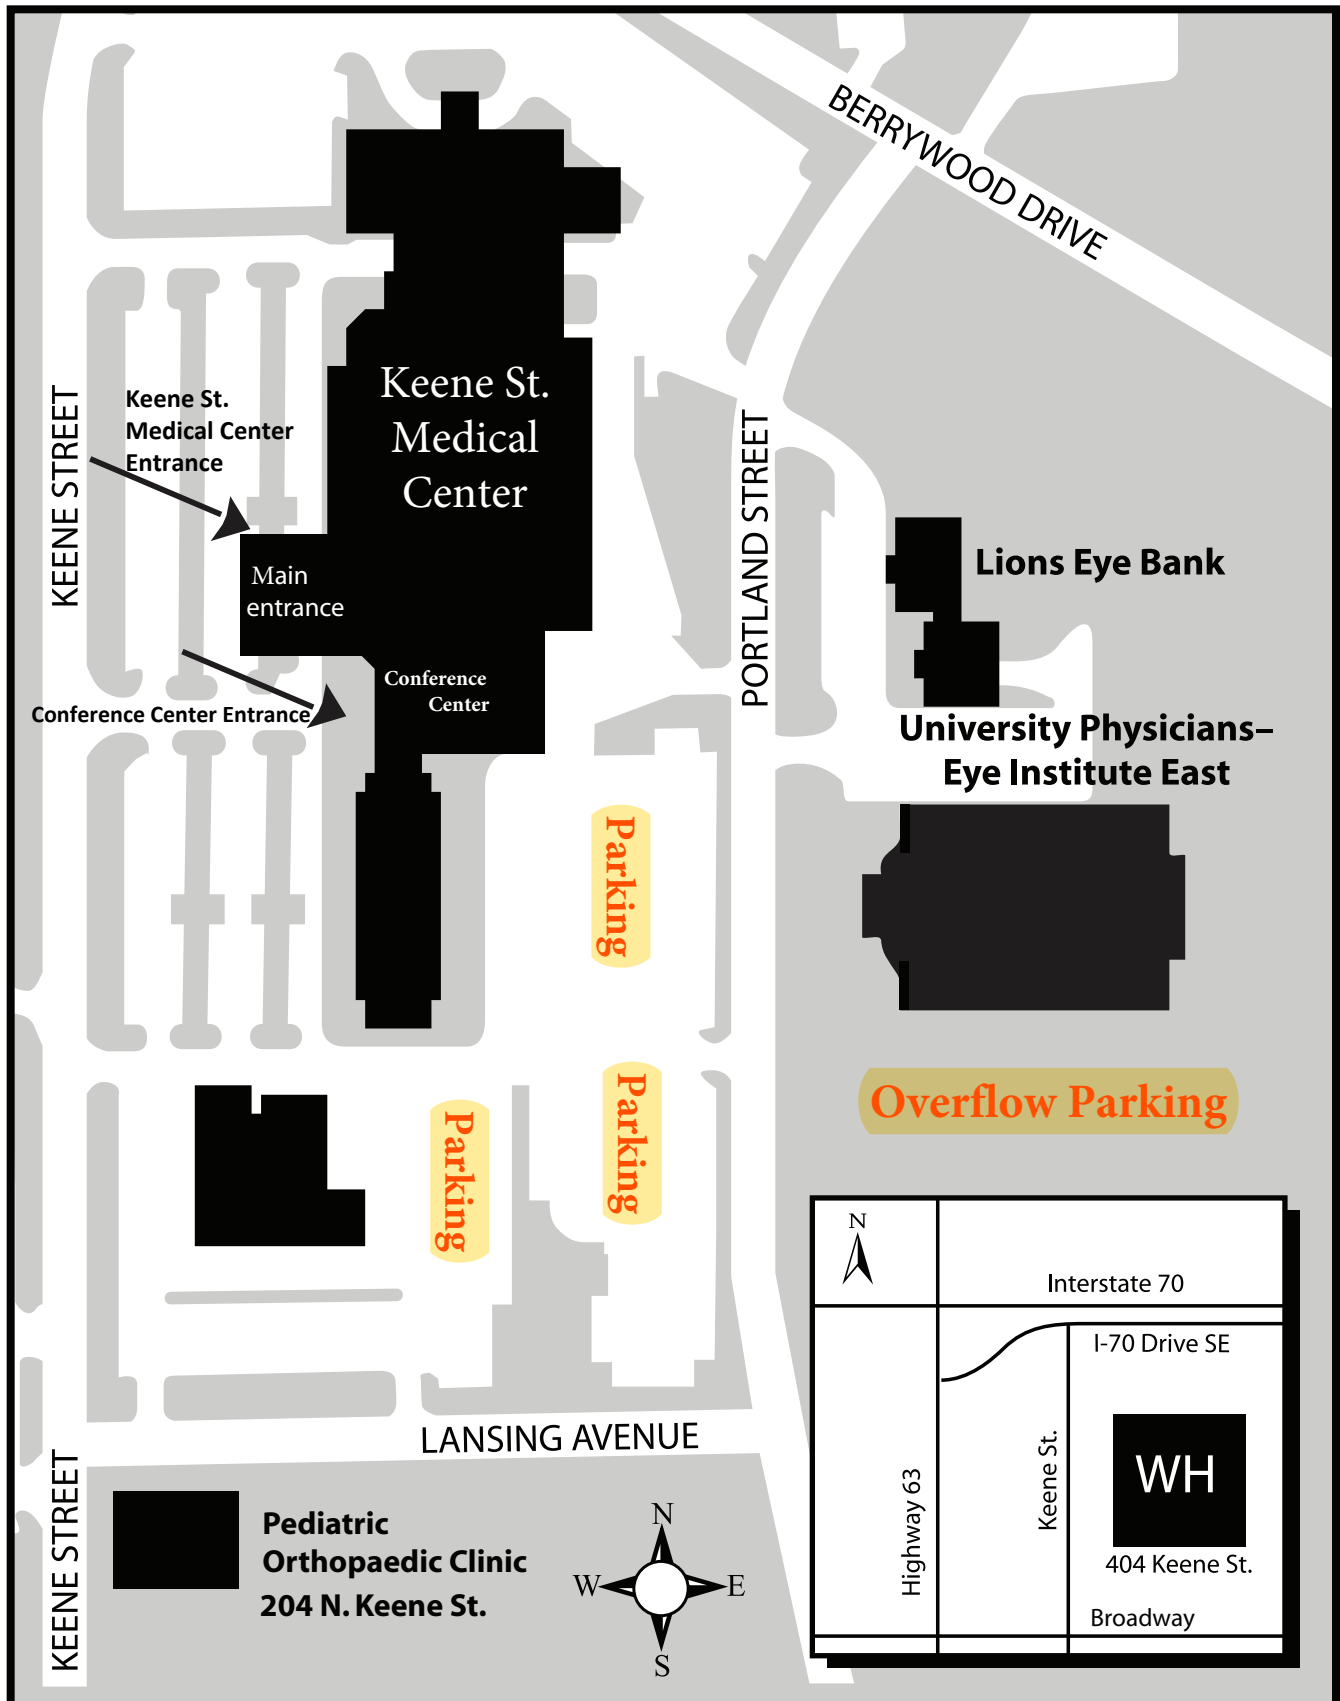 BERRYWOOD DRIVE
Keene St.
Medical
Center
KEENE STREET
Keene St.
Medical Center
Entrance
PORTLAND STREET
Main
entrance
Lions Eye Bank
Conference
Center
Conference Center Entrance
University Physicians–
Eye Institute East
Parking
Parking
Parking
Overflow Parking
LANSING AVENUE
KEENE STREET
Pediatric
Orthopaedic Clinic
204 N. Keene St.
N
W
E
S
N
Interstate 70
I-70 Drive SE
Highway 63
Keene St.
WH
404 Keene St.
Broadway